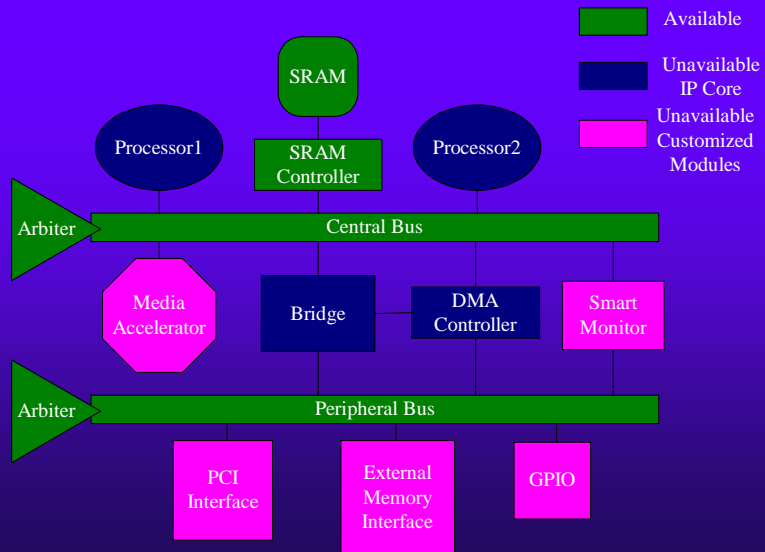 Available
Unavailable
IP Core
Unavailable
Customized
Modules
SRAM
Processor1
SRAM
Controller
Processor2
Arbiter
Central Bus
Media
Accelerator
Bridge
DMA
Controller
Smart
Monitor
Arbiter
Peripheral Bus
PCI
Interface
External
Memory
Interface
GPIO